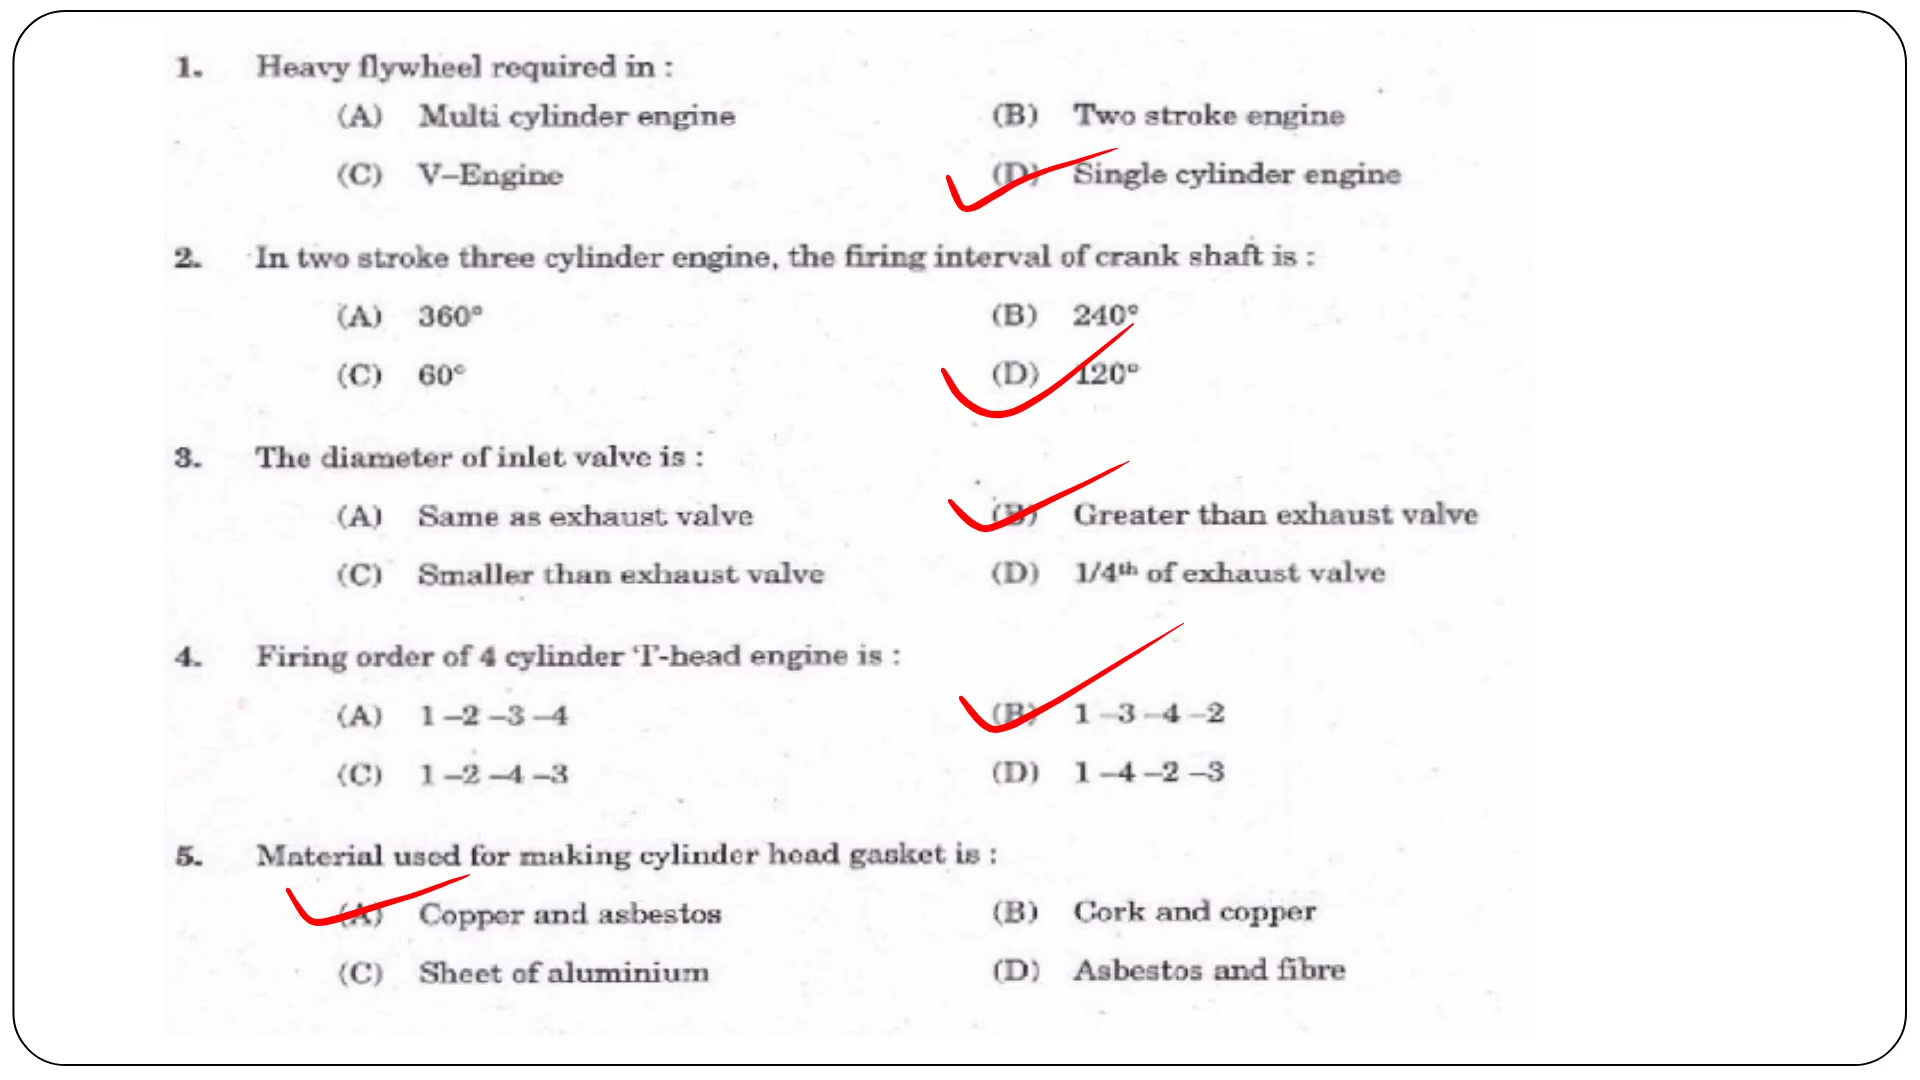 1. Heavy flywheel required in :
(A) Multi cylinder engine (B) Two stroke engine
(C) V–Engine (D) Single cylinder engine
2. In two stroke three cylinder engine, the firing interval of crank shaft is :
(A) 360° (B) 240°
(C) 60° (D) 120°
3. The diameter of inlet valve is :
(A) Same as exhaust valve (B) Greater than exhaust valve
(C) Smaller than exhaust valve (D) 1/4th of exhaust valve
4. Firing order of 4 cylinder 'I'-head engine is :
(A) 1 –2 –3 –4 (B) 1 –3 –4 –2
(C) 1 –2 –4 –3 (D) 1 –4 –2 –3
5. Material used for making cylinder head gasket is :
(A) Copper and asbestos (B) Cork and copper
(C) Sheet of aluminium (D) Asbestos and fibre